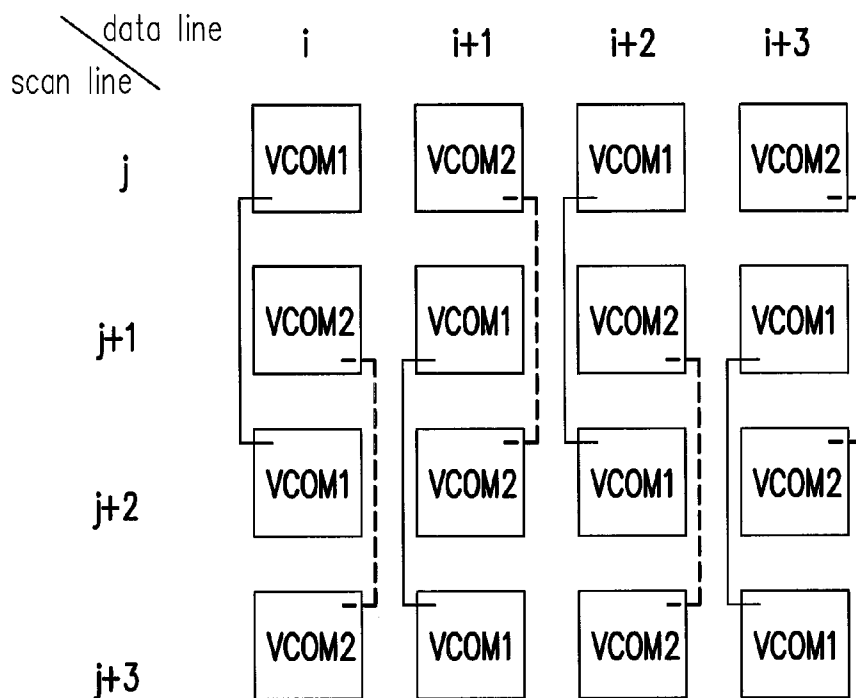 data line
scan line
i i+1 i+2 i+3
j VCOM1 VCOM2 VCOM1 VCOM2
j+1 VCOM2 VCOM1 VCOM2 VCOM1
j+2 VCOM1 VCOM2 VCOM1 VCOM2
j+3 VCOM2 VCOM1 VCOM2 VCOM1